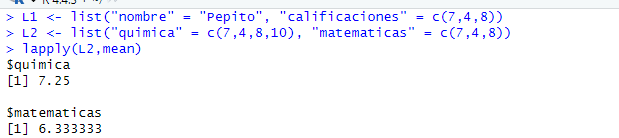 > L1 <- list("nombre" = "Pepito", "calificaciones" = c(7,4,8))
> L2 <- list("quimica" = c(7,4,8,10), "matematicas" = c(7,4,8))
> lapply(L2,mean)
$quimica
[1] 7.25

$matematicas
[1] 6.333333